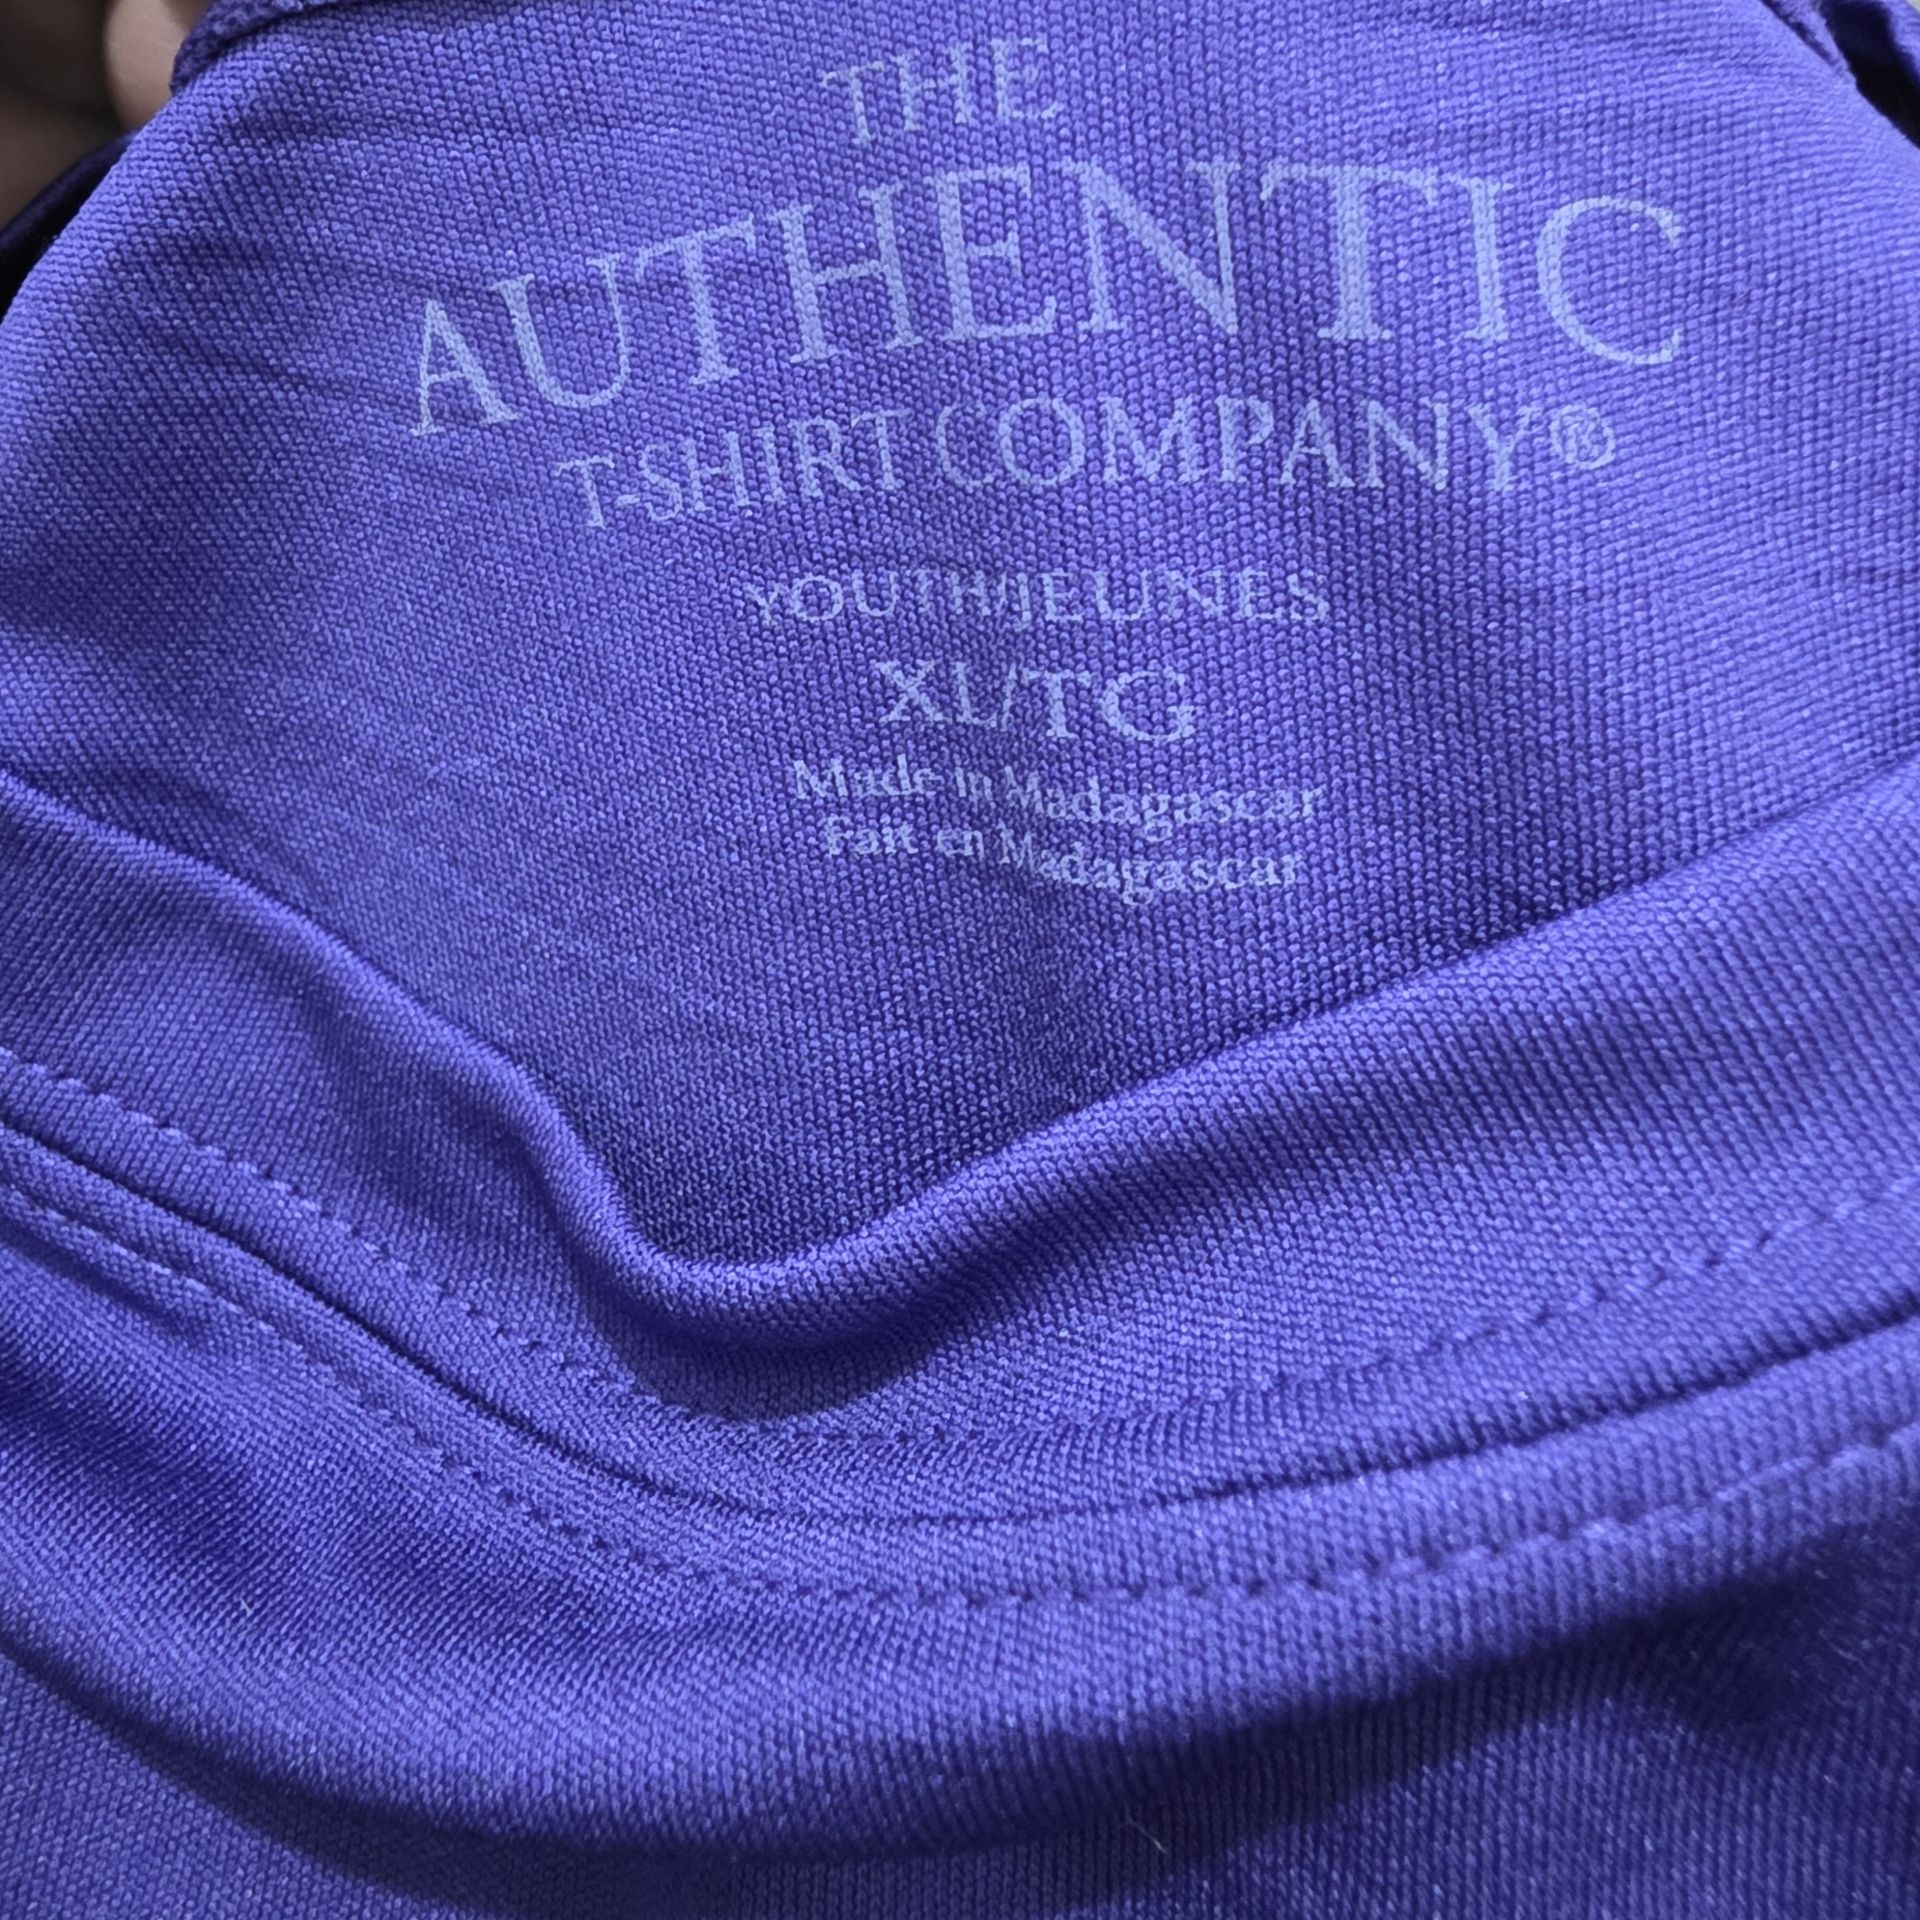 THE
AUTHENTIC
T-SHIRT COMPANY®
YOUTH/JEUNES
XL/TG
Made in Madagascar
Fait en Madagascar